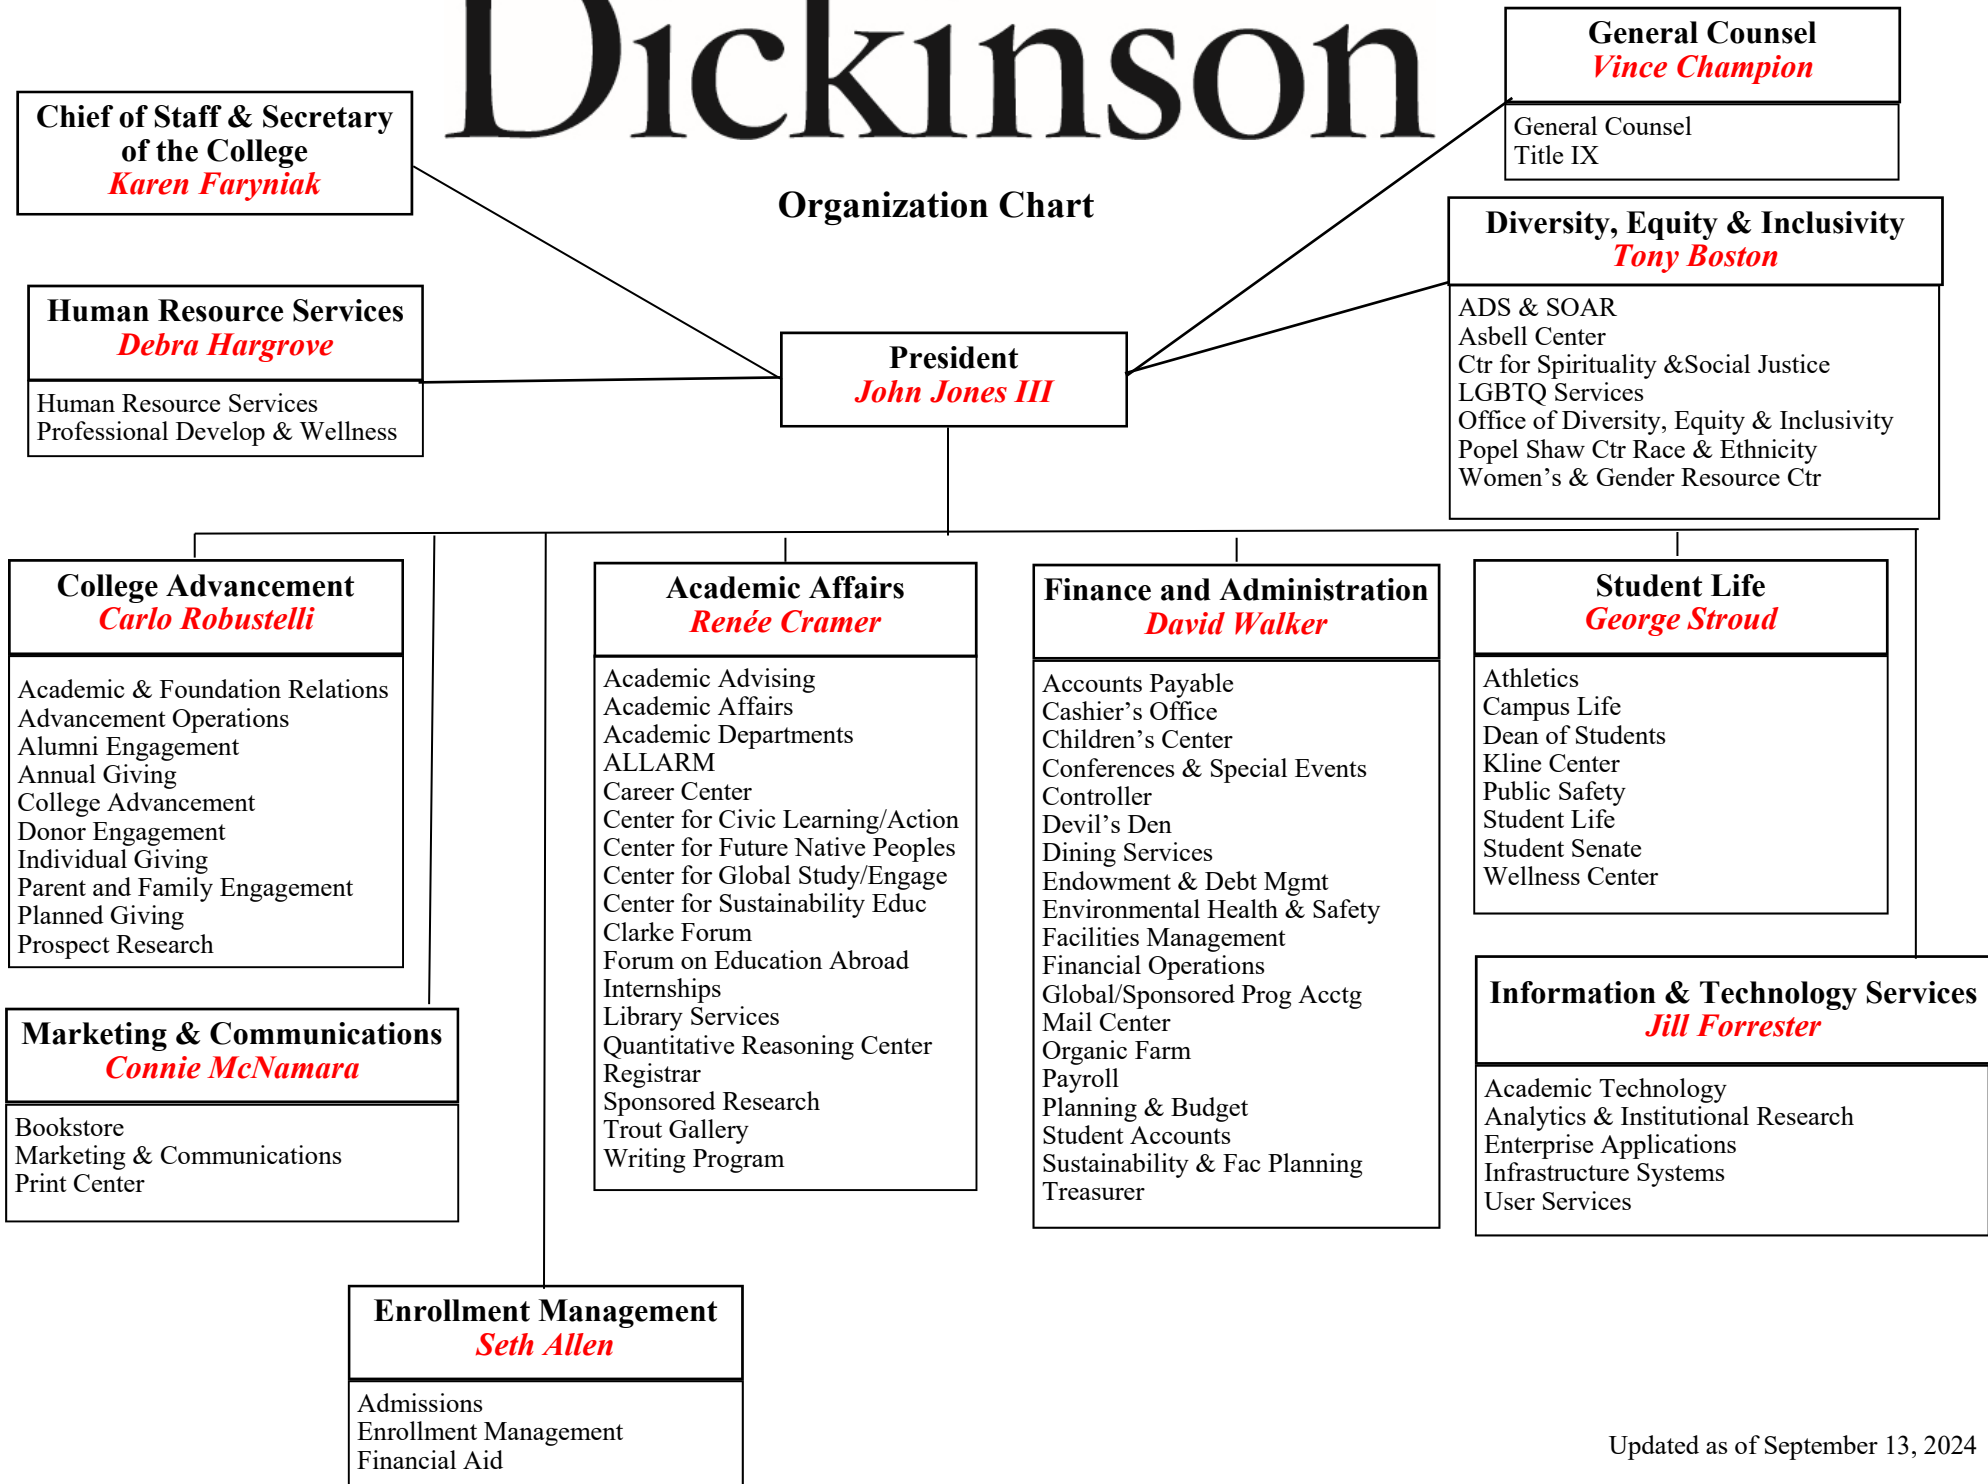 Dickinson
Organization Chart
General Counsel
Vince Champion
General Counsel
Title IX
Chief of Staff & Secretary
of the College
Karen Faryniak
Diversity, Equity & Inclusivity
Tony Boston
ADS & SOAR
Asbell Center
Ctr for Spirituality &Social Justice
LGBTQ Services
Office of Diversity, Equity & Inclusivity
Popel Shaw Ctr Race & Ethnicity
Women’s & Gender Resource Ctr
Human Resource Services
Debra Hargrove
Human Resource Services
Professional Develop & Wellness
President
John Jones III
College Advancement
Carlo Robustelli
Academic & Foundation Relations
Advancement Operations
Alumni Engagement
Annual Giving
College Advancement
Donor Engagement
Individual Giving
Parent and Family Engagement
Planned Giving
Prospect Research
Academic Affairs
Renée Cramer
Academic Advising
Academic Affairs
Academic Departments
ALLARM
Career Center
Center for Civic Learning/Action
Center for Future Native Peoples
Center for Global Study/Engage
Center for Sustainability Educ
Clarke Forum
Forum on Education Abroad
Internships
Library Services
Quantitative Reasoning Center
Registrar
Sponsored Research
Trout Gallery
Writing Program
Finance and Administration
David Walker
Accounts Payable
Cashier’s Office
Children’s Center
Conferences & Special Events
Controller
Devil’s Den
Dining Services
Endowment & Debt Mgmt
Environmental Health & Safety
Facilities Management
Financial Operations
Global/Sponsored Prog Acctg
Mail Center
Organic Farm
Payroll
Planning & Budget
Student Accounts
Sustainability & Fac Planning
Treasurer
Student Life
George Stroud
Athletics
Campus Life
Dean of Students
Kline Center
Public Safety
Student Life
Student Senate
Wellness Center
Marketing & Communications
Connie McNamara
Bookstore
Marketing & Communications
Print Center
Information & Technology Services
Jill Forrester
Academic Technology
Analytics & Institutional Research
Enterprise Applications
Infrastructure Systems
User Services
Enrollment Management
Seth Allen
Admissions
Enrollment Management
Financial Aid
Updated as of September 13, 2024